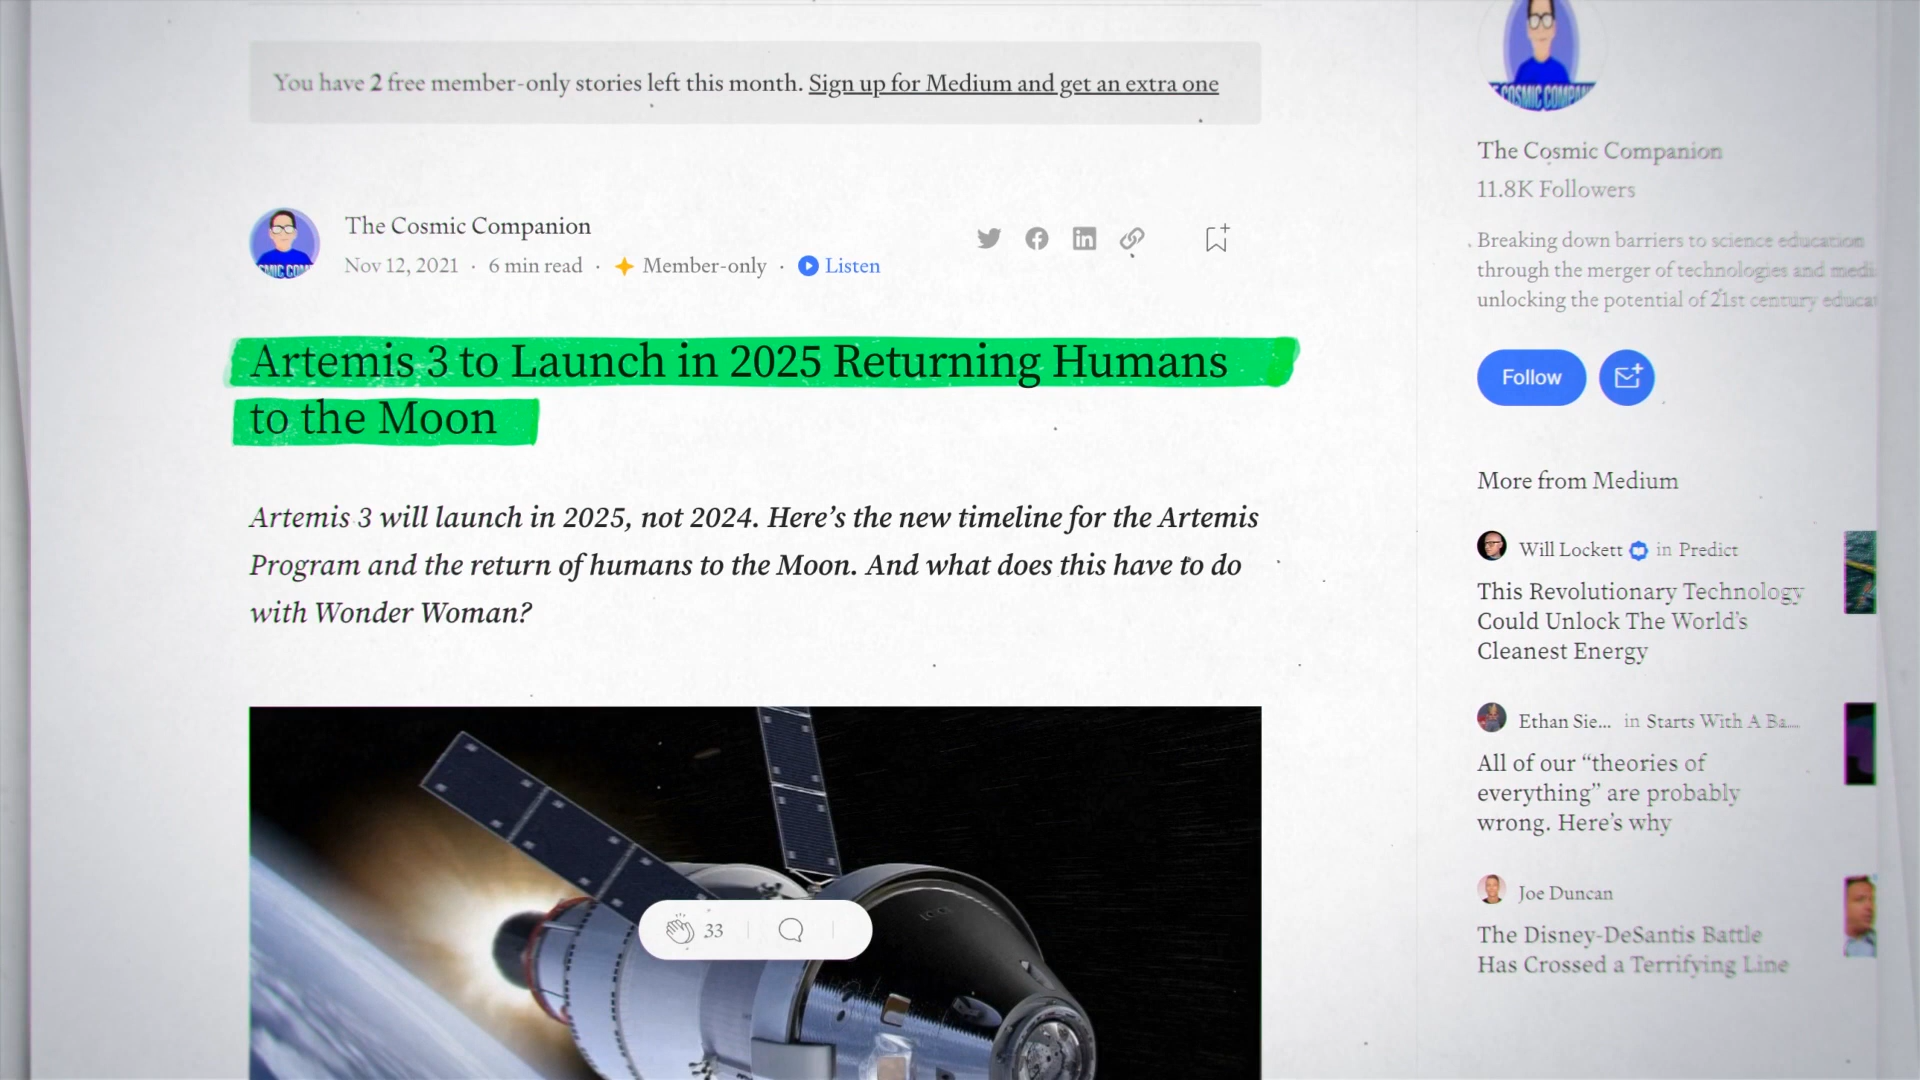 You have 2 free member-only stories left this month. Sign up for Medium and get an extra one
The Cosmic Companion
Nov 12, 2021 · 6 min read · Member-only · Listen
Artemis 3 to Launch in 2025 Returning Humans
to the Moon
Artemis 3 will launch in 2025, not 2024. Here's the new timeline for the Artemis
Program and the return of humans to the Moon. And what does this have to do
with Wonder Woman?
33
The Cosmic Companion
11.8K Followers
Breaking down barriers to science education
through the merger of technologies and medi
unlocking the potential of 21st century educat
Follow
More from Medium
Will Lockett in Predict
This Revolutionary Technology
Could Unlock The World's
Cleanest Energy
Ethan Sie... in Starts With A Ba...
All of our “theories of
everything” are probably
wrong. Here's why
Joe Duncan
The Disney-DeSantis Battle
Has Crossed a Terrifying Line